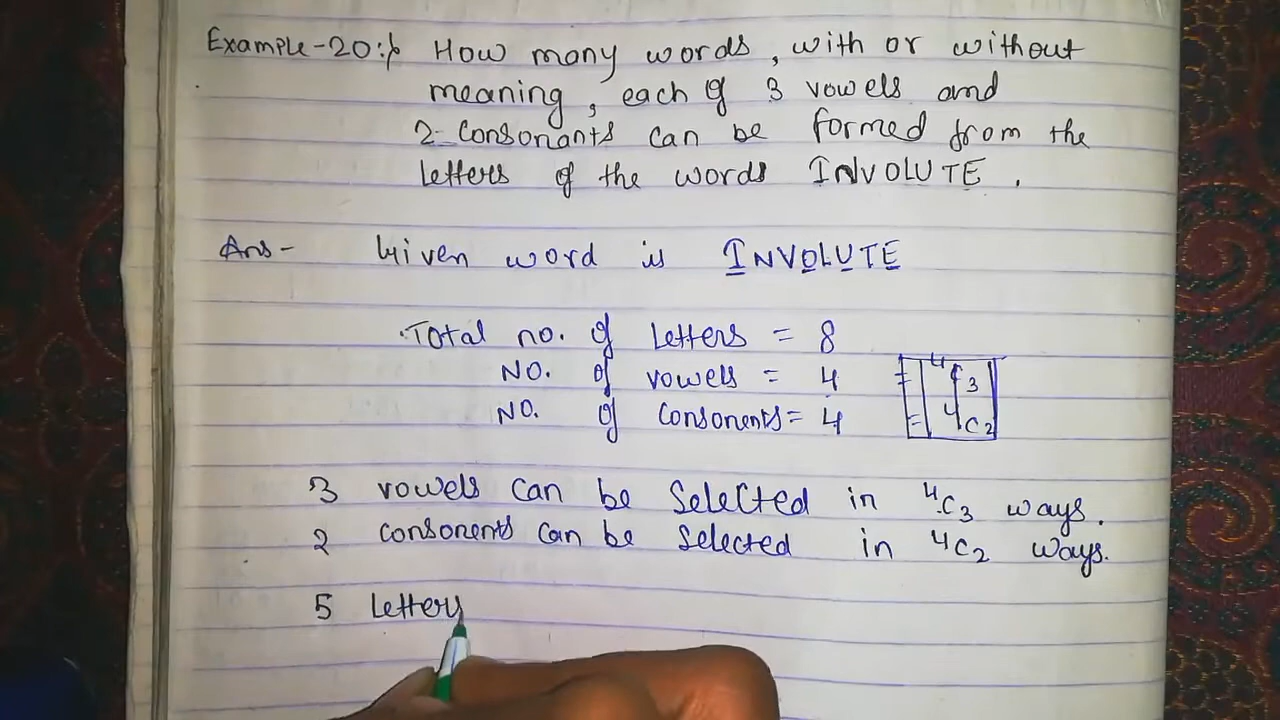 Example-20:- How many words, with or without
meaning, each of 3 vowels and
2 Consonants can be formed from the
letters of the words INVOLUTE.
Ans - Given word is INVOLUTE
Total no. of Letters = 8
NO. of vowels = 4
NO. of Consonents = 4
= 4C3
= 4C2
3 vowels can be Selected in 4C3 ways.
2 consonents can be Selected in 4C2 ways.
5 Letters